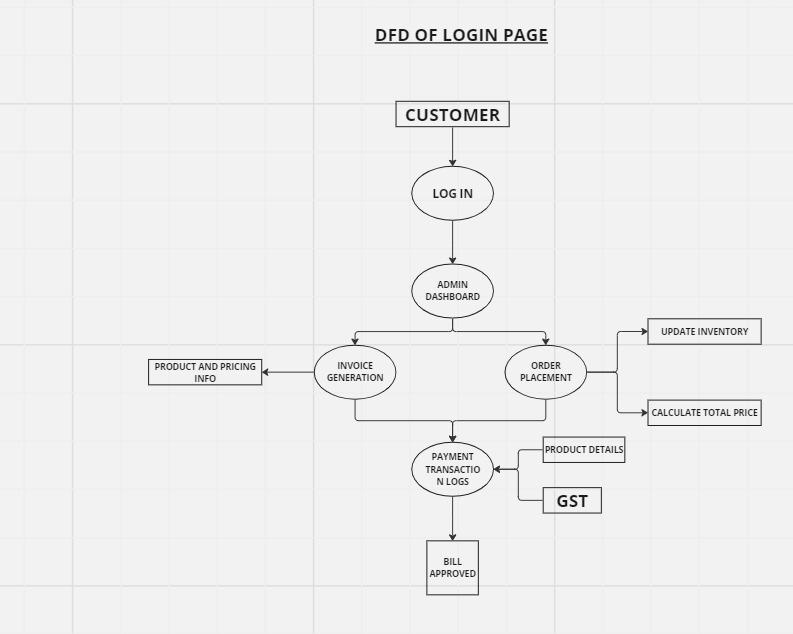 DFD OF LOGIN PAGE
CUSTOMER
LOG IN
ADMIN
DASHBOARD
UPDATE INVENTORY
PRODUCT AND PRICING
INFO
INVOICE
GENERATION
ORDER
PLACEMENT
CALCULATE TOTAL PRICE
PAYMENT
TRANSACTIO
N LOGS
PRODUCT DETAILS
GST
BILL
APPROVED